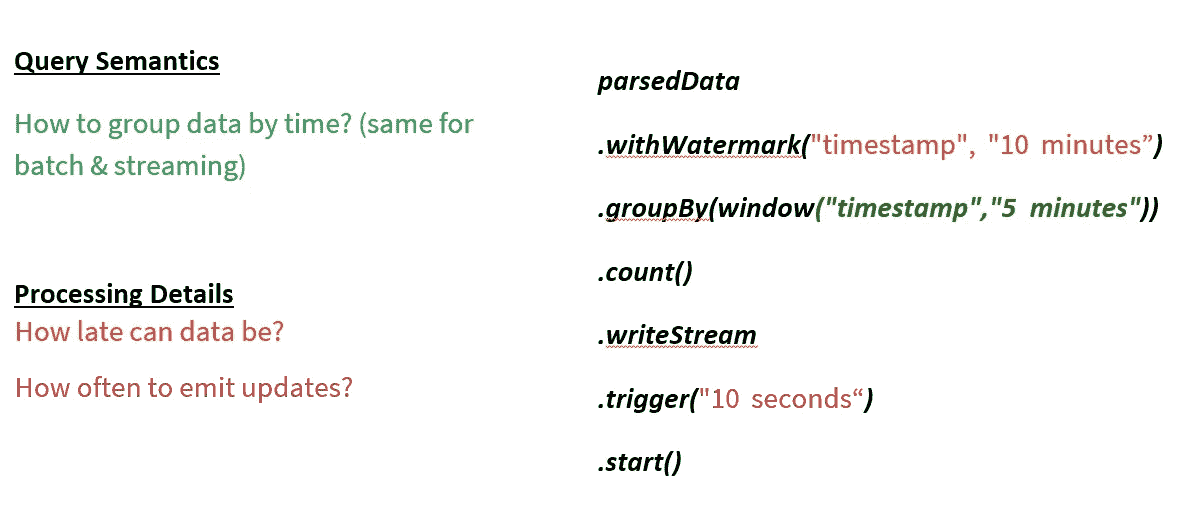 Query Semantics
How to group data by time? (same for
batch & streaming)
Processing Details
How late can data be?
How often to emit updates?
parsedData
.withWatermark("timestamp", "10 minutes”)
.groupBy(window("timestamp","5 minutes"))
.count()
.writeStream
.trigger("10 seconds“)
.start()